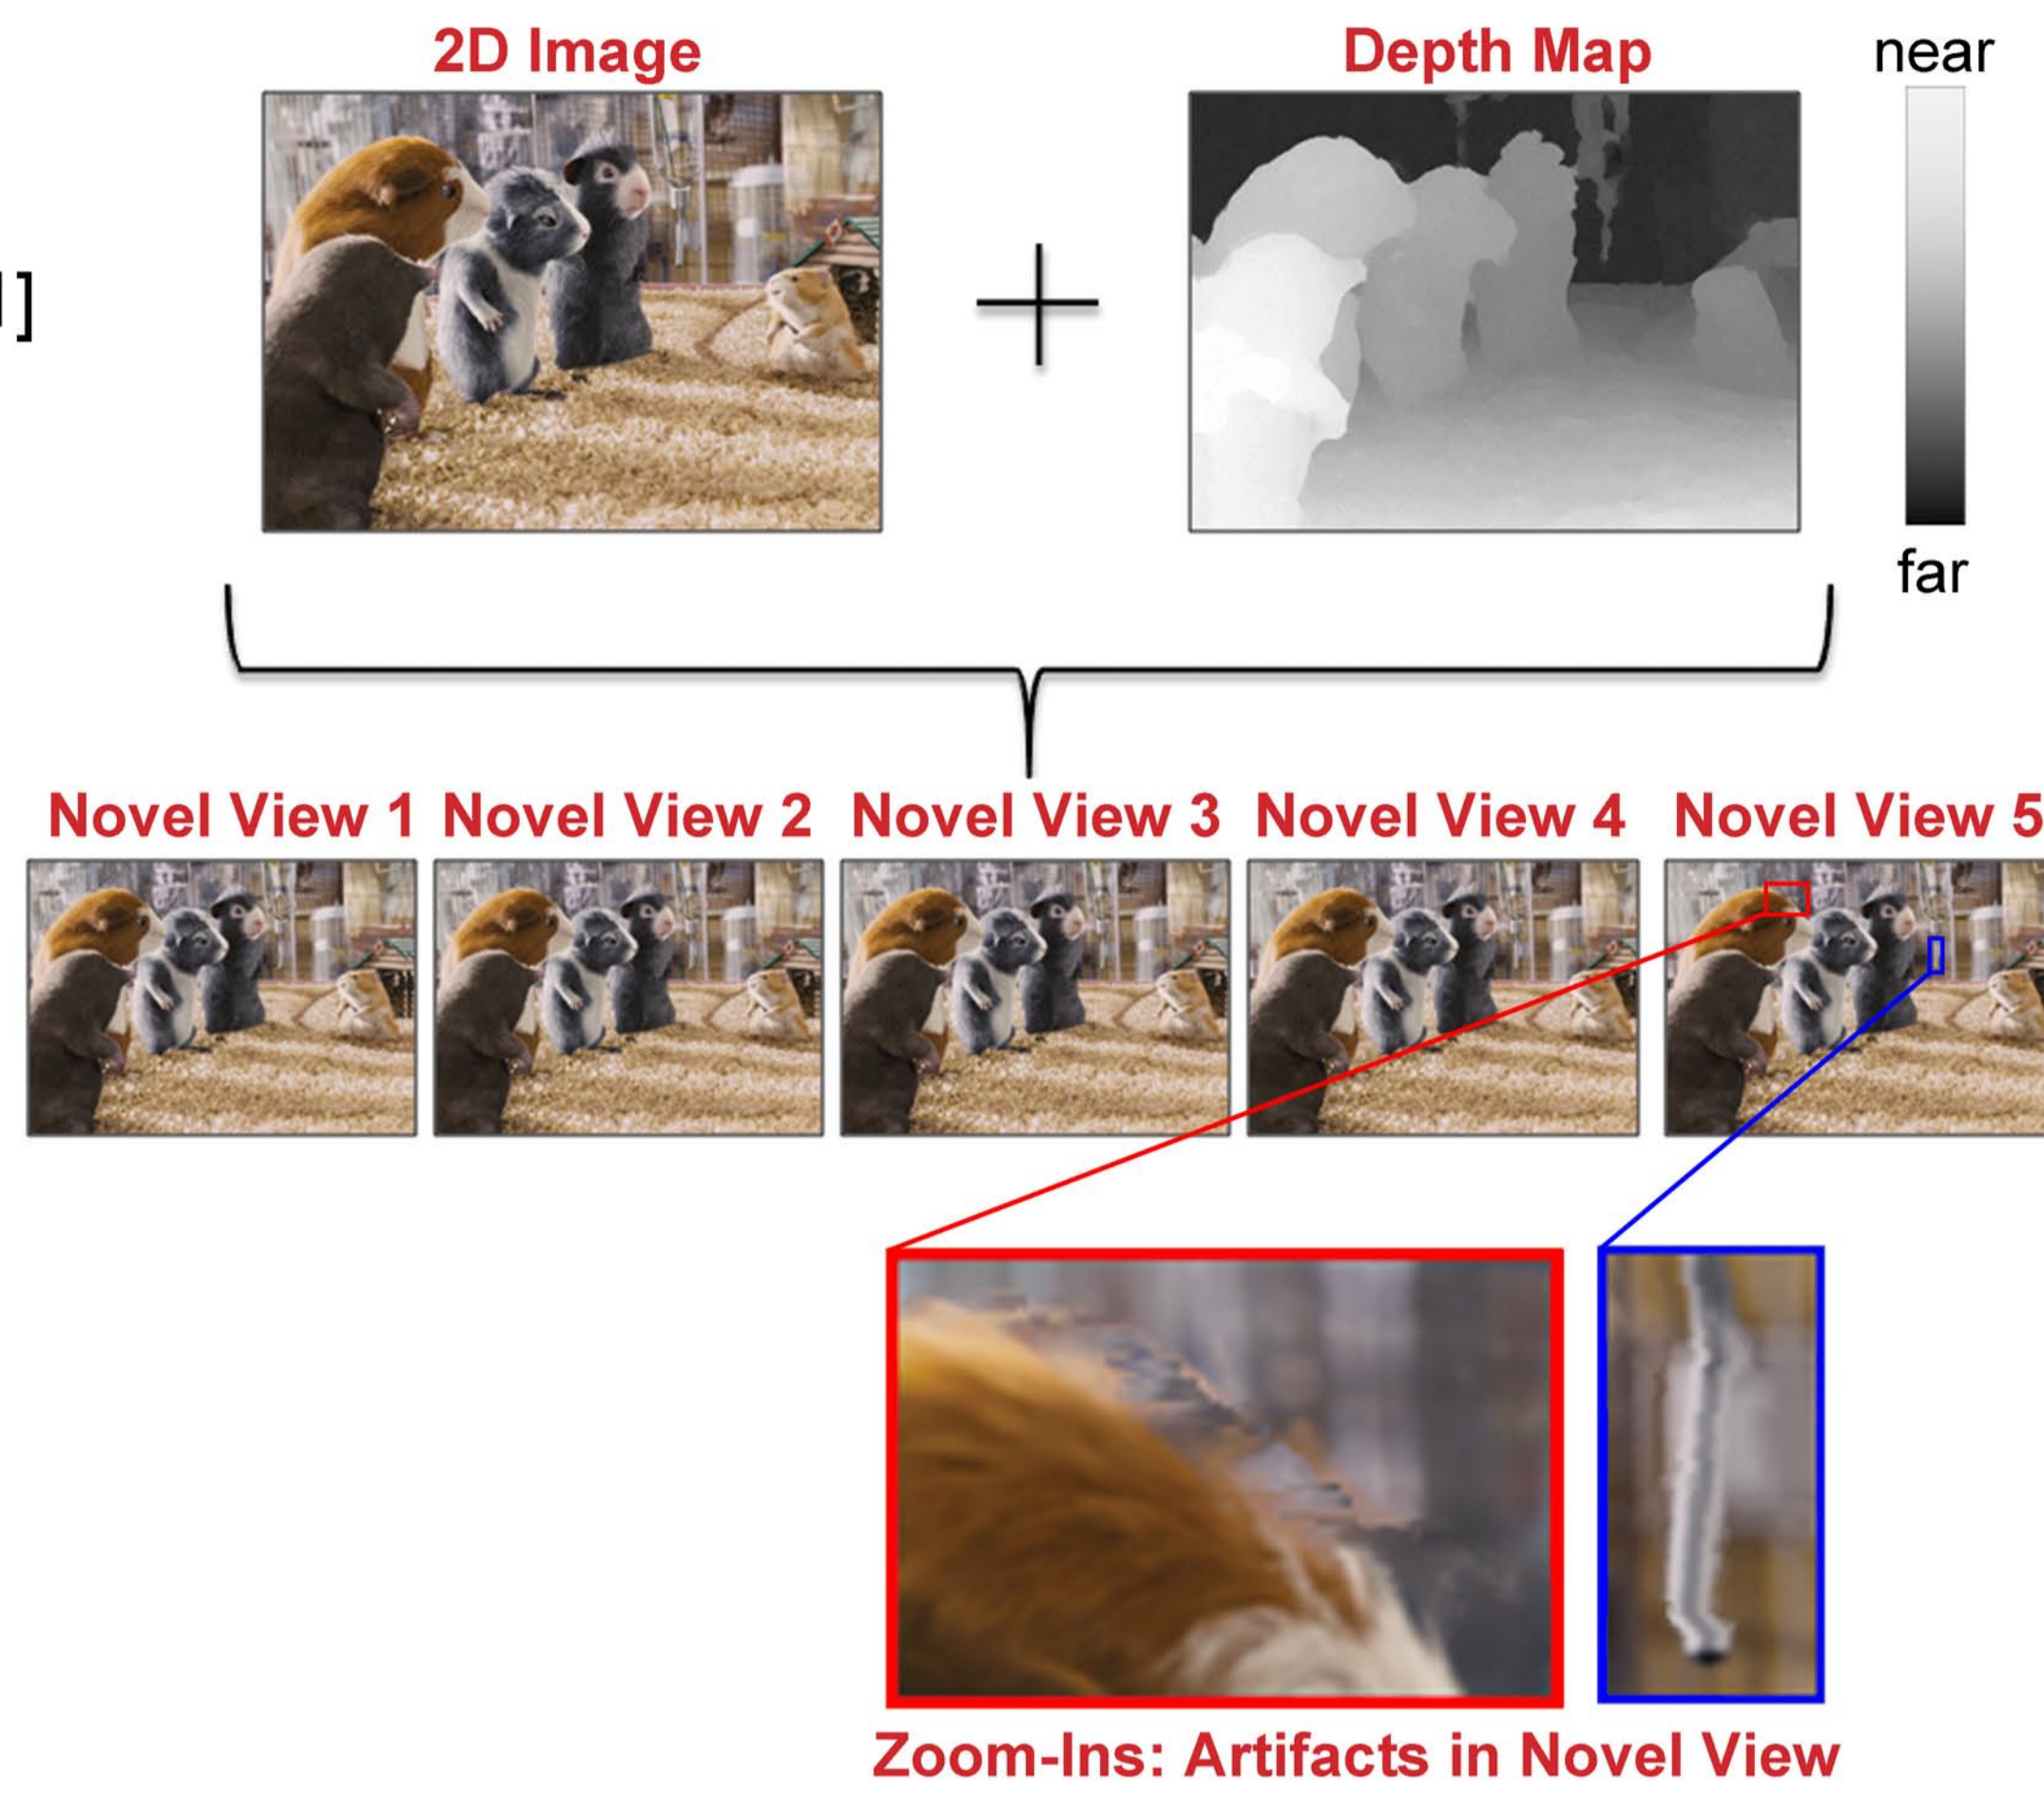 2D Image
Depth Map
near
]
far
Novel View 1
Novel View 2
Novel View 3
Novel View 4
Novel View 5
Zoom-Ins: Artifacts in Novel View